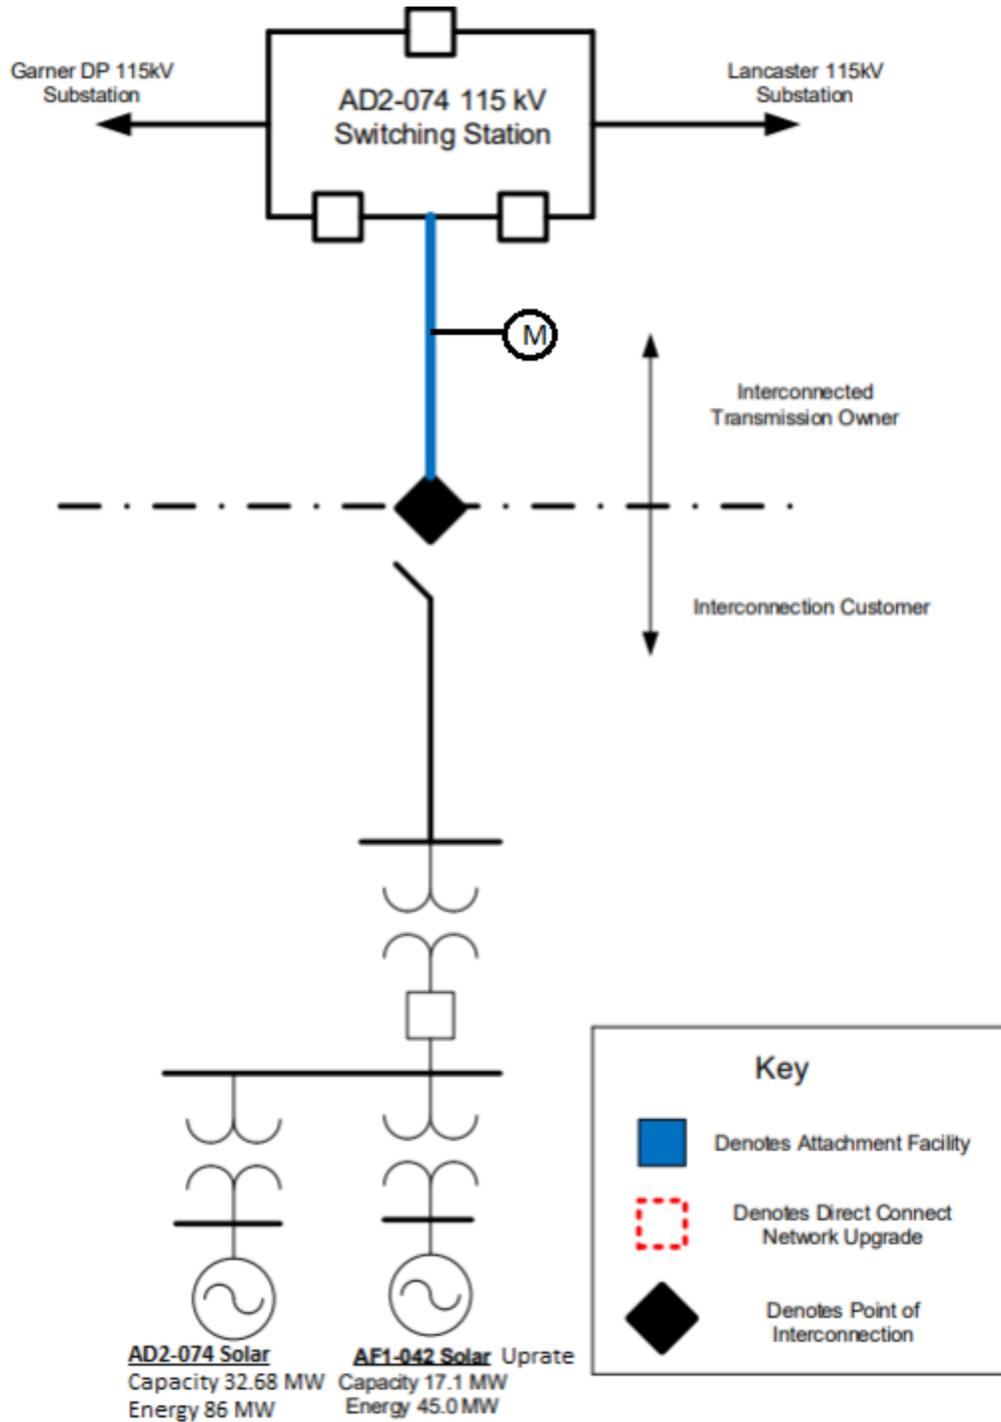 Garner DP 115kV
Substation
AD2-074 115 kV
Switching Station
Lancaster 115kV
Substation
M
Interconnected
Transmission Owner
Interconnection Customer
Key
Denotes Attachment Facility
Denotes Direct Connect
Network Upgrade
Denotes Point of
Interconnection
AD2-074 Solar
Capacity 32.68 MW
Energy 86 MW
AF1-042 Solar Uprate
Capacity 17.1 MW
Energy 45.0 MW